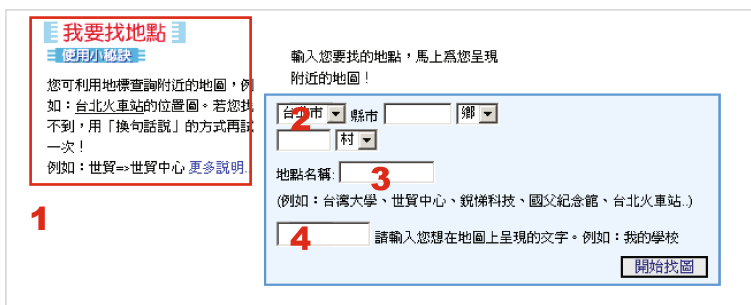 我要找地點
使用小秘訣
您可利用地標查詢附近的地圖，例
如：台北火車站的位置圖。若您找
不到，用「換句話說」的方式再試
一次！
例如：世貿=>世貿中心 更多說明..
1
輸入您要找的地點，馬上為您呈現
附近的地圖！
台北市 縣市 鄉
2
村
地點名稱:
3
(例如：台灣大學、世貿中心、銳悌科技、國父紀念館、台北火車站..)
4 請輸入您想在地圖上呈現的文字。例如：我的學校
開始找圖